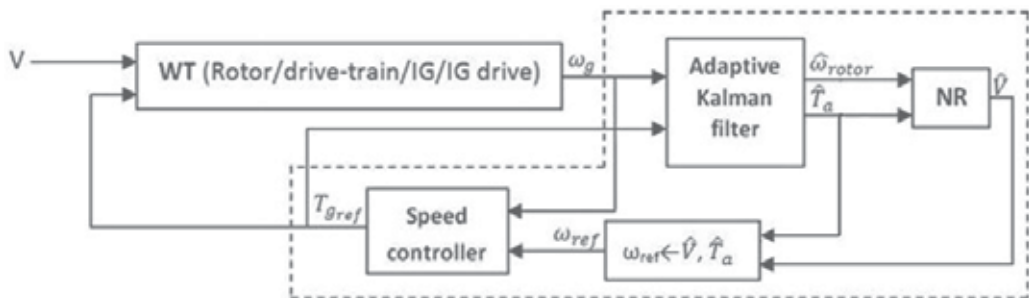 V
WT (Rotor/drive-train/IG/IG drive)
ω_g
Adaptive
Kalman
filter
ω̂_rotor
T̂_a
NR
V̂
T_gref
Speed
controller
ω_ref
ω_ref←V̂, T̂_a